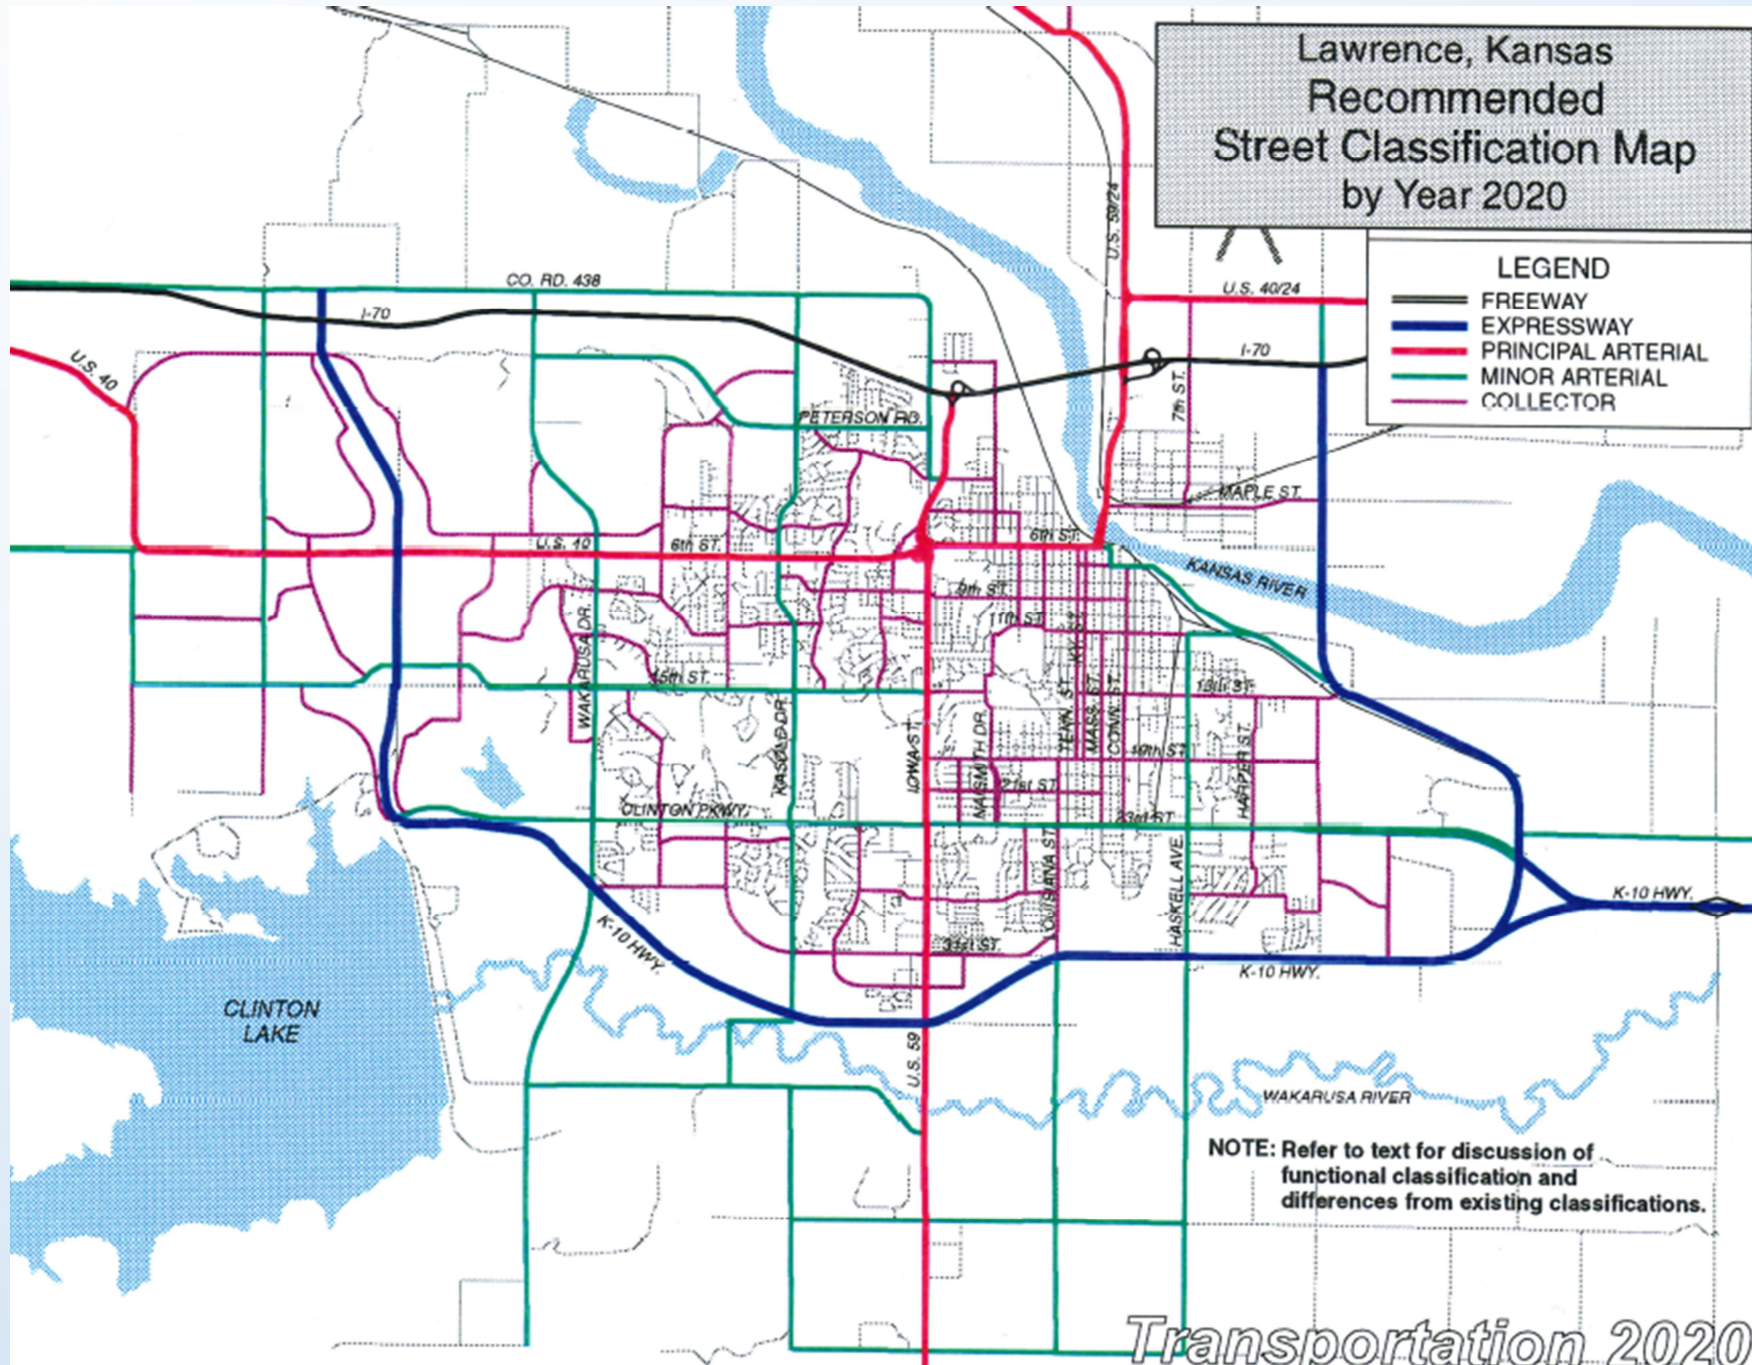 Lawrence, Kansas
Recommended
Street Classification Map
by Year 2020
LEGEND
FREEWAY
EXPRESSWAY
PRINCIPAL ARTERIAL
MINOR ARTERIAL
COLLECTOR
U.S. 59/24
CO. RD. 438
U.S. 40/24
I-70
I-70
U.S. 40
7th ST.
PETERSON RD.
MAPLE ST.
U.S. 40
6th ST.
6th ST.
KANSAS RIVER
9th ST.
11th ST.
KY. ST.
WAKARUSA DR.
15th ST.
15th ST.
KASOLD DR.
IOWA ST.
NAISMITH DR.
TENN. ST.
MASS. ST.
CONN. ST.
19th ST.
HARPER ST.
21st ST.
CLINTON PKWY.
23rd ST.
LOUISIANA ST.
HASKELL AVE.
K-10 HWY.
K-10 HWY.
31st ST.
K-10 HWY.
CLINTON
LAKE
U.S. 59
WAKARUSA RIVER
NOTE: Refer to text for discussion of
functional classification and
differences from existing classifications.
Transportation 2020